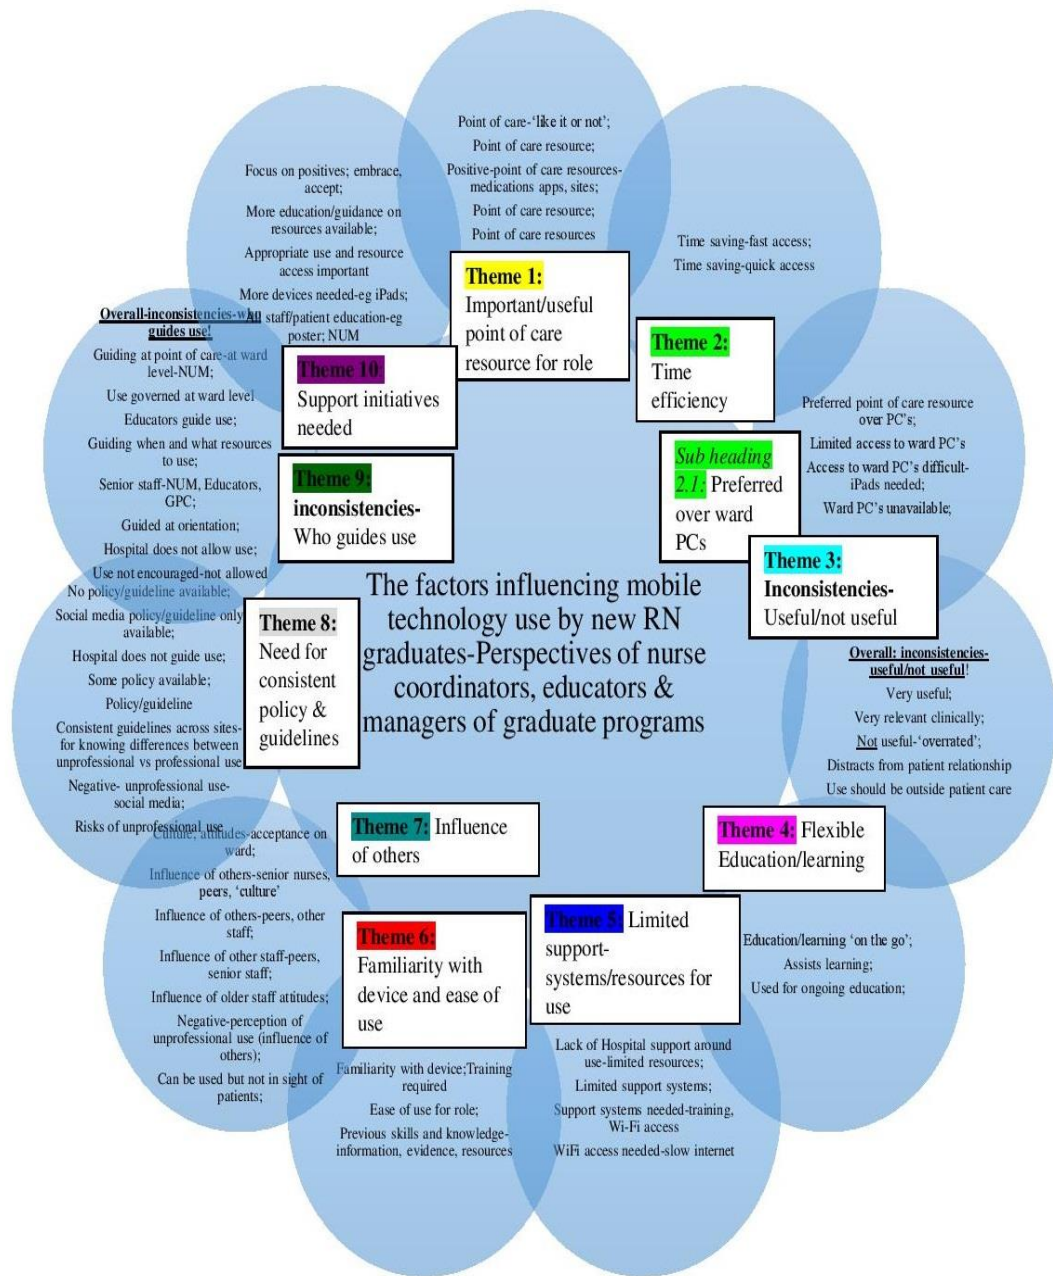 Point of care-‘like it or not’;
Point of care resource;
Positive-point of care resources-
medications apps, sites;
Point of care resource;
Point of care resources
Theme 1:
Important/useful
point of care
resource for role
Time saving-fast access;
Time saving-quick access
Theme 2:
Time
efficiency
Preferred point of care resource
over PC’s;
Limited access to ward PC’s
Access to ward PC’s difficult-
iPads needed;
Ward PC’s unavailable;
Sub heading
2.1: Preferred
over ward
PCs
Theme 3:
Inconsistencies-
Useful/not useful
Overall: inconsistencies-
useful/not useful!
Very useful;
Very relevant clinically;
Not useful-‘overrated’;
Distracts from patient relationship
Use should be outside patient care
Theme 4: Flexible
Education/learning
Education/learning ‘on the go’;
Assists learning;
Used for ongoing education;
Theme 5: Limited
support-
systems/resources for
use
Lack of Hospital support around
use-limited resources;
Limited support systems;
Support systems needed-training,
Wi-Fi access
WiFi access needed-slow internet
Theme 6:
Familiarity with
device and ease of
use
Familiarity with device;Training
required
Ease of use for role;
Previous skills and knowledge-
information, evidence, resources
Theme 7: Influence
of others
Culture, attitudes-acceptance on
ward;
Influence of others-senior nurses,
peers, ‘culture’
Influence of others-peers, other
staff;
Influence of other staff-peers,
senior staff;
Influence of older staff attitudes;
Negative-perception of
unprofessional use (influence of
others);
Can be used but not in sight of
patients;
Theme 8:
Need for
consistent
policy &
guidelines
No policy/guideline available;
Social media policy/guideline only
available;
Hospital does not guide use;
Some policy available;
Policy/guideline
Consistent guidelines across sites-
for knowing differences between
unprofessional vs professional use
Negative- unprofessional use-
social media;
Risks of unprofessional use
Theme 9:
inconsistencies-
Who guides use
Overall-inconsistencies-who
guides use!
Guiding at point of care-at ward
level-NUM;
Use governed at ward level
Educators guide use;
Guiding when and what resources
to use;
Senior staff-NUM, Educators,
GPC;
Guided at orientation;
Hospital does not allow use;
Use not encouraged-not allowed
Theme 10:
Support initiatives
needed
Focus on positives; embrace,
accept;
More education/guidance on
resources available;
Appropriate use and resource
access important
More devices needed-eg iPads;
staff/patient education-eg
poster; NUM
The factors influencing mobile
technology use by new RN
graduates-Perspectives of nurse
coordinators, educators &
managers of graduate programs